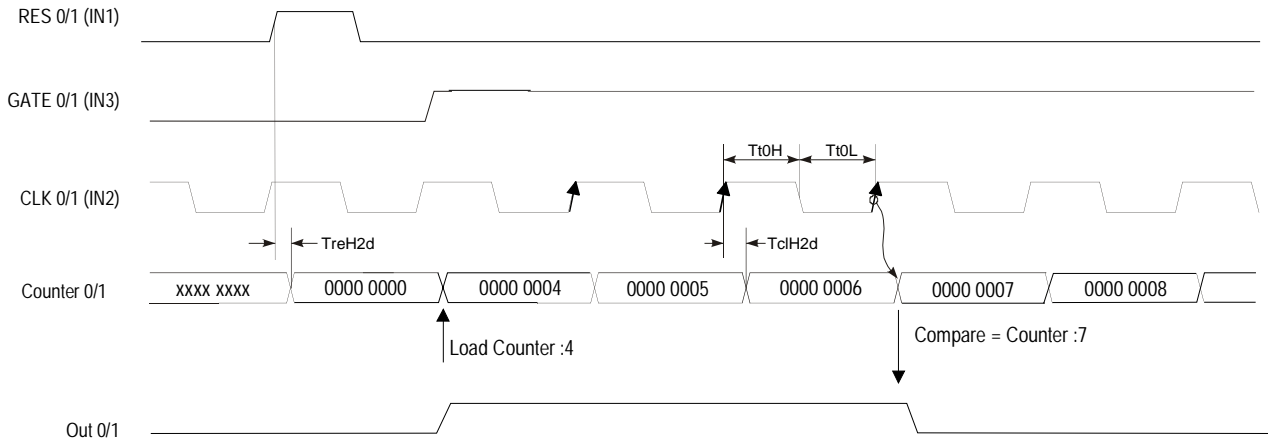 RES 0/1 (IN1)
GATE 0/1 (IN3)
Tt0H
Tt0L
CLK 0/1 (IN2)
TreH2d
TclH2d
Counter 0/1
xxxx xxxx
0000 0000
0000 0004
0000 0005
0000 0006
0000 0007
0000 0008
Load Counter :4
Compare = Counter :7
Out 0/1